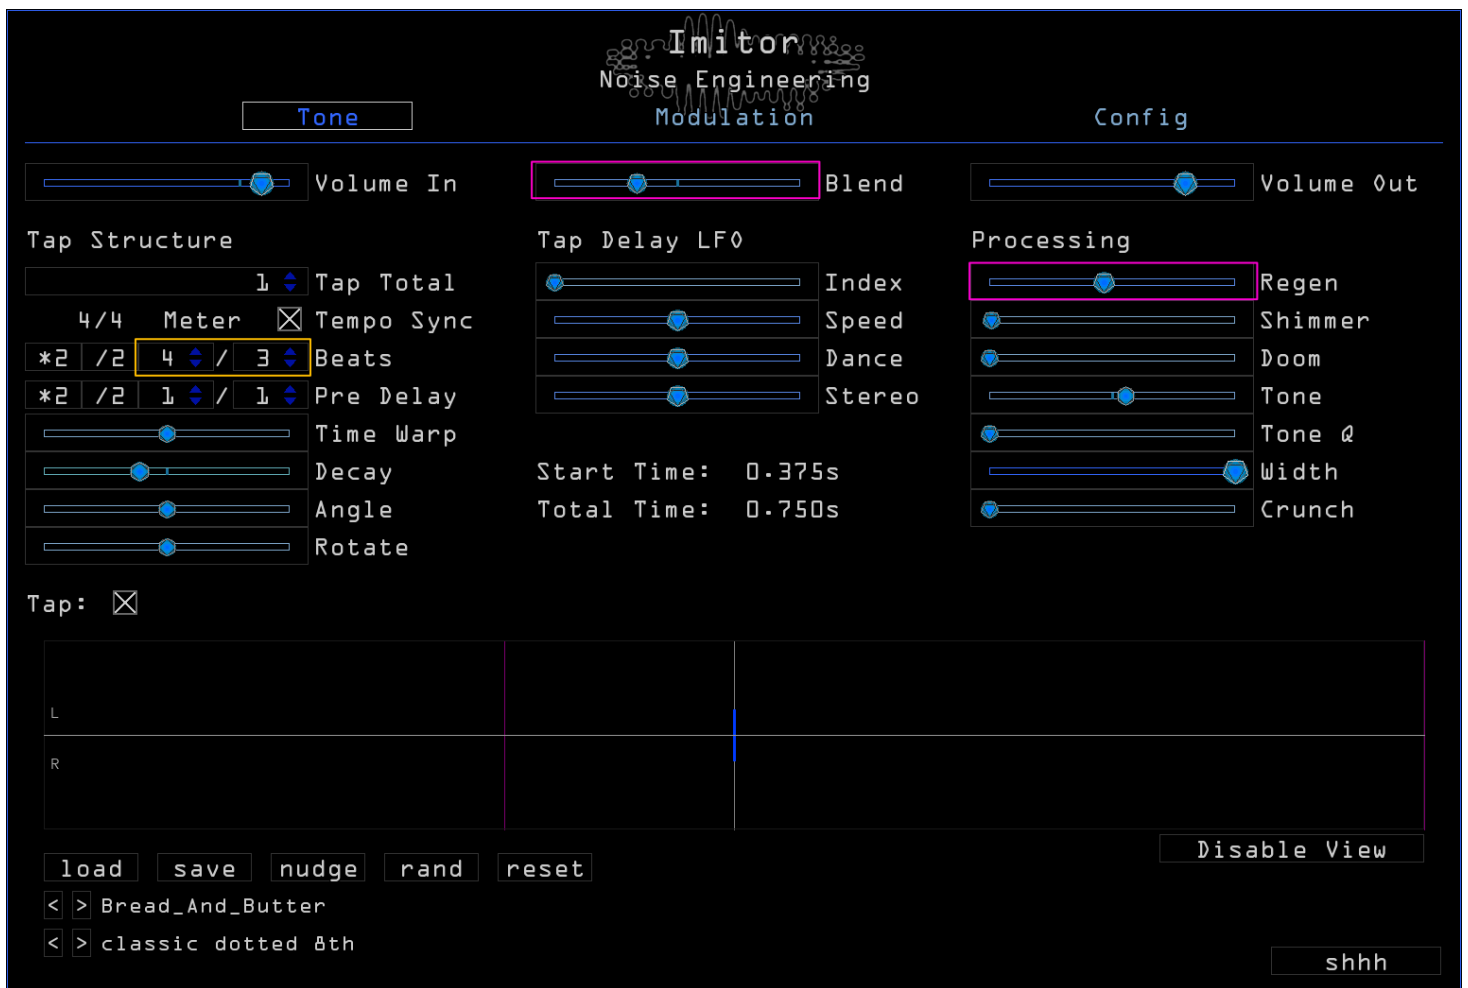 Imitor
Noise Engineering
Tone Modulation Config
Volume In Blend Volume Out
Tap Structure Tap Delay LFO Processing
1 Tap Total Index Regen
4/4 Meter Tempo Sync Speed Shimmer
*2 /2 4 / 3 Beats Dance Doom
*2 /2 1 / 1 Pre Delay Stereo Tone
Time Warp Tone Q
Decay Start Time: 0.375s Width
Angle Total Time: 0.750s Crunch
Rotate
Tap:
L
R
Disable View
load save nudge rand reset
< > Bread_And_Butter
< > classic dotted 8th
shhh